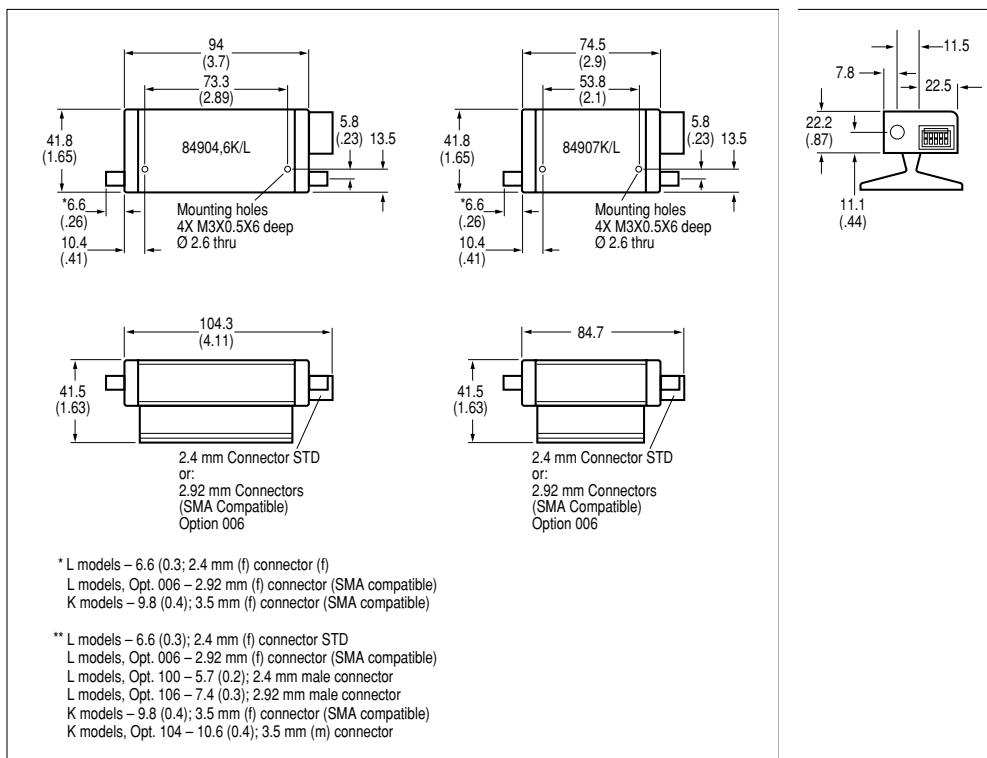 94
(3.7)
73.3
(2.89)
41.8
(1.65)
84904,6K/L
5.8
(.23)
13.5
*6.6
(.26)
10.4
(.41)
Mounting holes
4X M3X0.5X6 deep
Ø 2.6 thru
74.5
(2.9)
53.8
(2.1)
41.8
(1.65)
84907K/L
5.8
(.23)
13.5
*6.6
(.26)
10.4
(.41)
Mounting holes
4X M3X0.5X6 deep
Ø 2.6 thru
11.5
7.8
22.5
22.2
(.87)
11.1
(.44)
104.3
(4.11)
41.5
(1.63)
2.4 mm Connector STD
or:
2.92 mm Connectors
(SMA Compatible)
Option 006
84.7
41.5
(1.63)
2.4 mm Connector STD
or:
2.92 mm Connectors
(SMA Compatible)
Option 006
* L models – 6.6 (0.3; 2.4 mm (f) connector (f)
L models, Opt. 006 – 2.92 mm (f) connector (SMA compatible)
K models – 9.8 (0.4); 3.5 mm (f) connector (SMA compatible)
** L models – 6.6 (0.3); 2.4 mm (f) connector STD
L models, Opt. 006 – 2.92 mm (f) connector (SMA compatible)
L models, Opt. 100 – 5.7 (0.2); 2.4 mm male connector
L models, Opt. 106 – 7.4 (0.3); 2.92 mm male connector
K models – 9.8 (0.4); 3.5 mm (f) connector (SMA compatible)
K models, Opt. 104 – 10.6 (0.4); 3.5 mm (m) connector